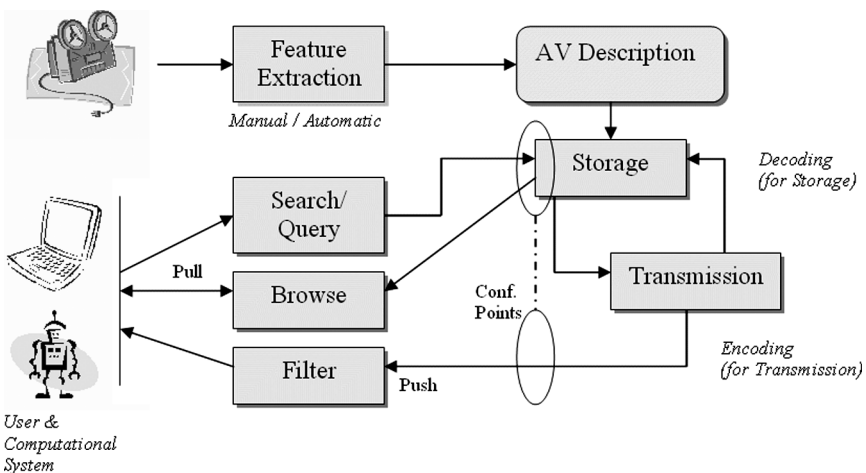 Feature
Extraction
AV Description
Manual / Automatic
Storage
Decoding
(for Storage)
Search/
Query
Pull
Browse
Conf.
Points
Transmission
Filter
Push
Encoding
(for Transmission)
User &
Computational
System